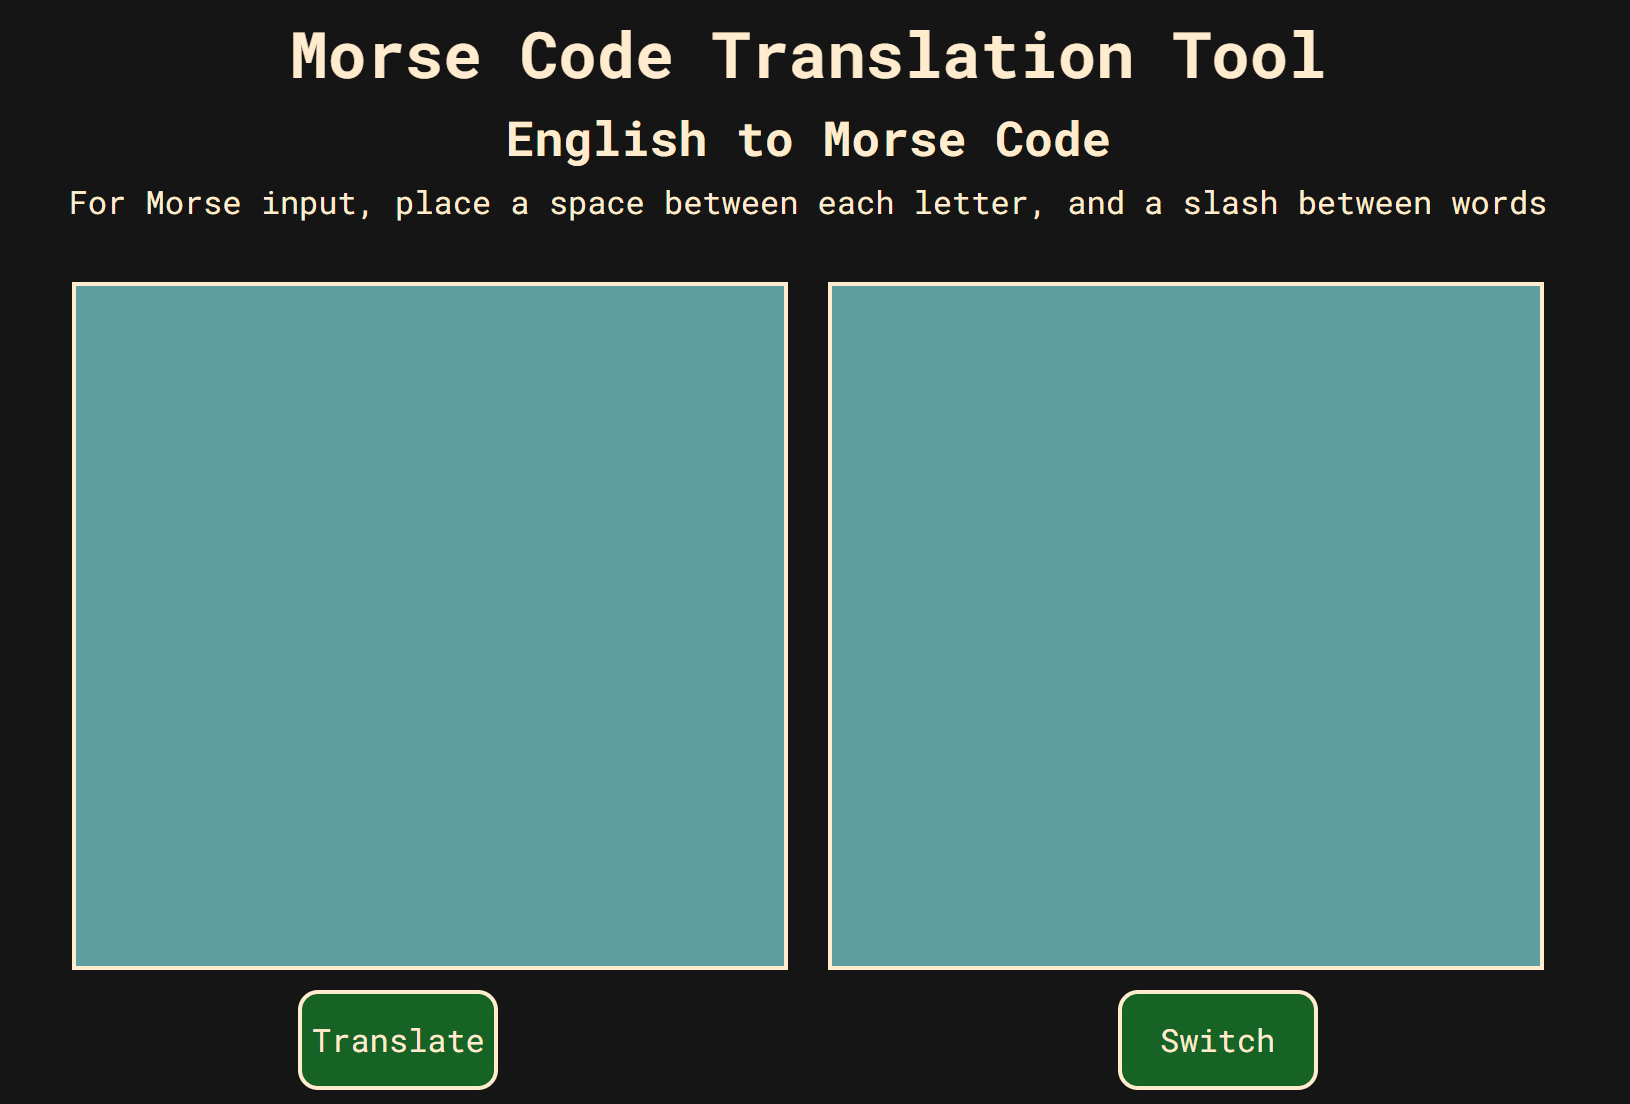 Morse Code Translation Tool
English to Morse Code
For Morse input, place a space between each letter, and a slash between words
Translate
Switch